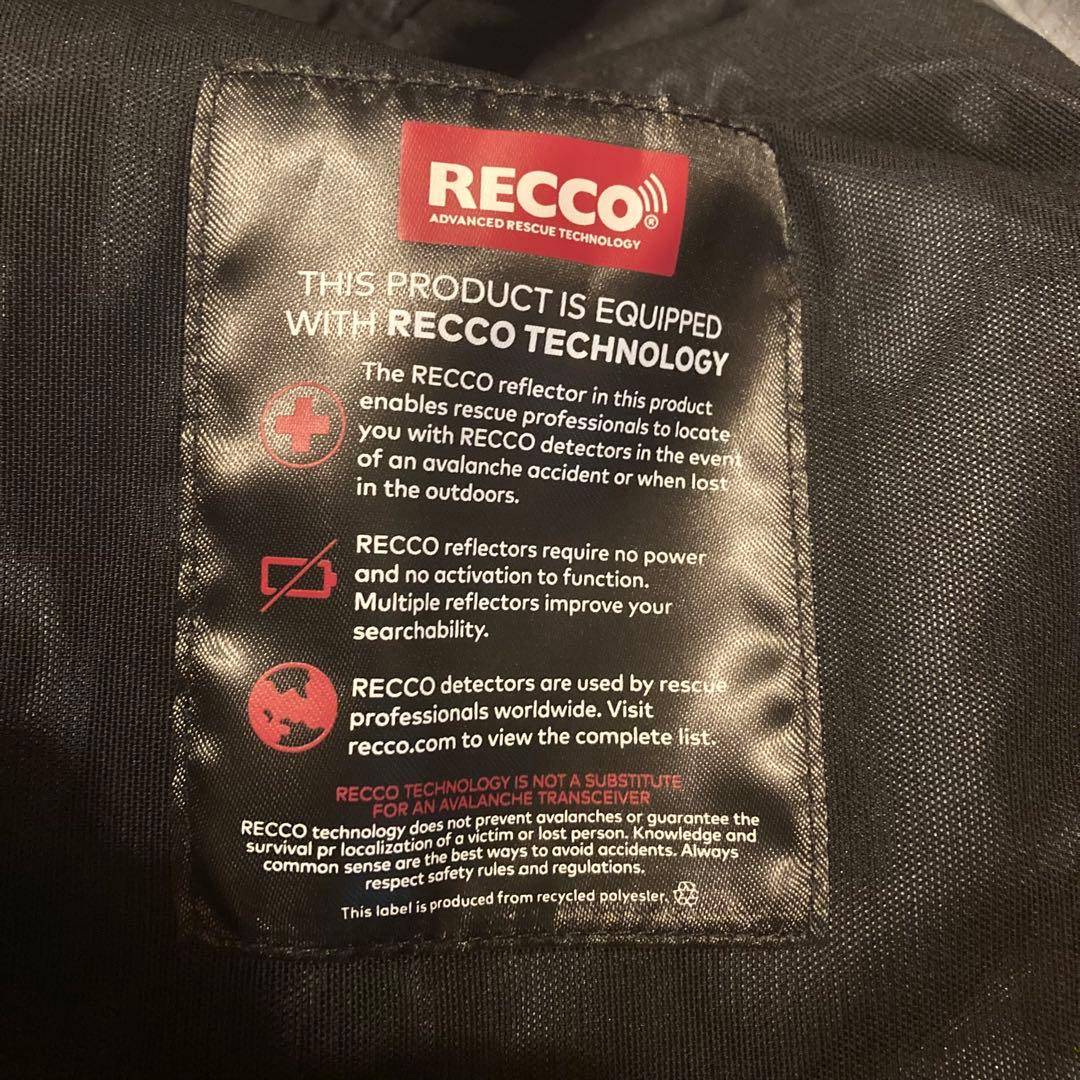 RECCO®
ADVANCED RESCUE TECHNOLOGY
THIS PRODUCT IS EQUIPPED
WITH RECCO TECHNOLOGY
The RECCO reflector in this product
enables rescue professionals to locate
you with RECCO detectors in the event
of an avalanche accident or when lost
in the outdoors.
RECCO reflectors require no power
and no activation to function.
Multiple reflectors improve your
searchability.
RECCO detectors are used by rescue
professionals worldwide. Visit
recco.com to view the complete list.
RECCO TECHNOLOGY IS NOT A SUBSTITUTE
FOR AN AVALANCHE TRANSCEIVER
RECCO technology does not prevent avalanches or guarantee the
survival pr localization of a victim or lost person. Knowledge and
common sense are the best ways to avoid accidents. Always
respect safety rules and regulations.
This label is produced from recycled polyester.